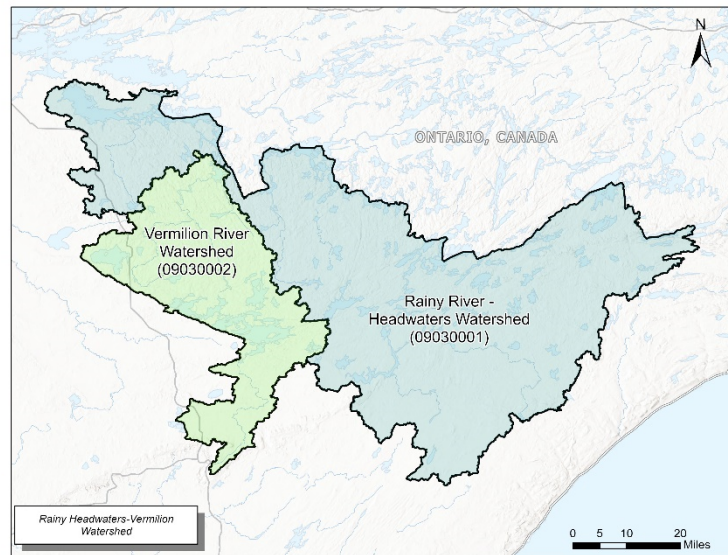 N
ONTARIO, CANADA
Vermilion River
Watershed
(09030002)
Rainy River -
Headwaters Watershed
(09030001)
Rainy Headwaters-Vermilion
Watershed
0 5 10 20
Miles